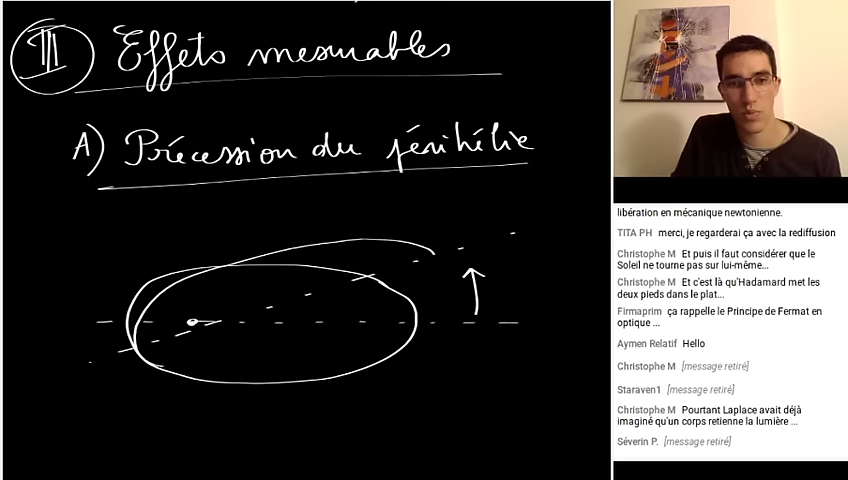 III Effets mesurables
A) Précession du périhélie
libération en mécanique newtonienne.
TITA PH merci, je regarderai ça avec la rediffusion
Christophe M Et puis il faut considérer que le
Soleil ne tourne pas sur lui-même...
Christophe M Et c'est là qu'Hadamard met les
deux pieds dans le plat...
Firmaprim ça rappelle le Principe de Fermat en
optique ...
Aymen Relatif Hello
Christophe M [message retiré]
Staraven1 [message retiré]
Christophe M Pourtant Laplace avait déjà
imaginé qu'un corps retienne la lumière ...
Séverin P. [message retiré]